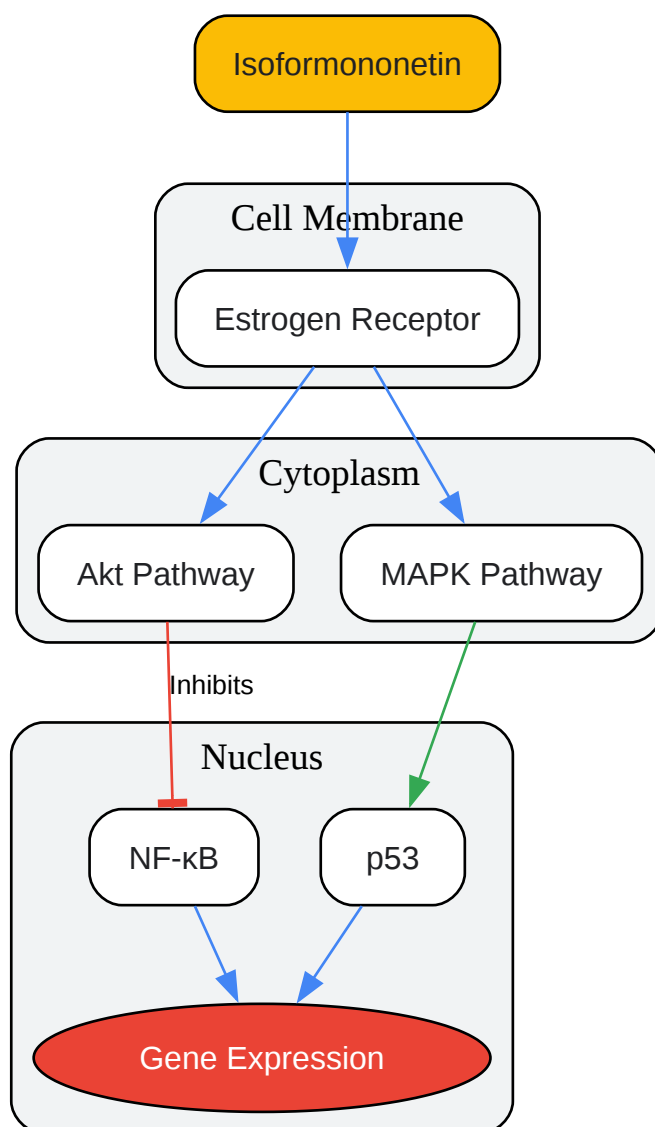 Isoformononetin
Cell Membrane
Estrogen Receptor
Cytoplasm
Akt Pathway
MAPK Pathway
Inhibits
Nucleus
NF-κB
p53
Gene Expression